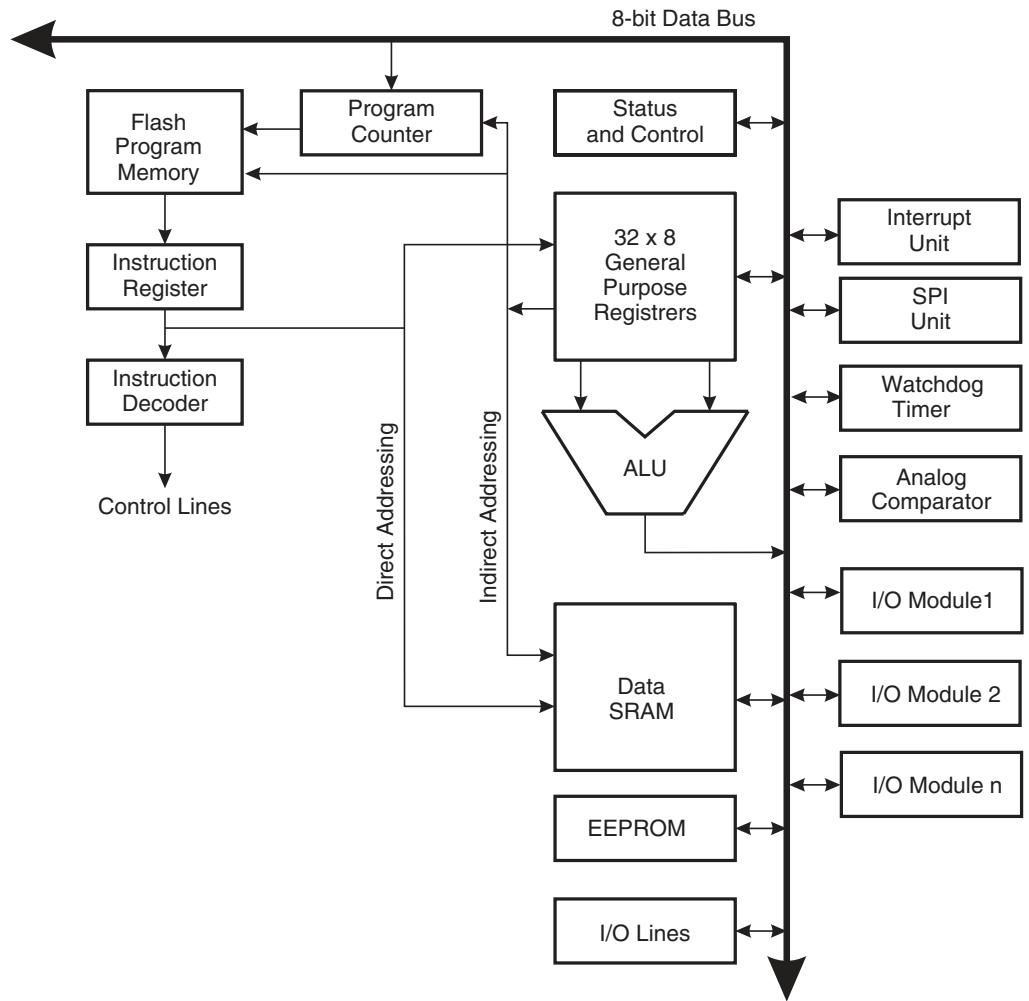 8-bit Data Bus
Flash
Program
Memory
Program
Counter
Status
and Control
32 x 8
General
Purpose
Registrers
Interrupt
Unit
Instruction
Register
SPI
Unit
Instruction
Decoder
Watchdog
Timer
Control Lines
Direct Addressing
Indirect Addressing
ALU
Analog
Comparator
I/O Module1
Data
SRAM
I/O Module 2
I/O Module n
EEPROM
I/O Lines